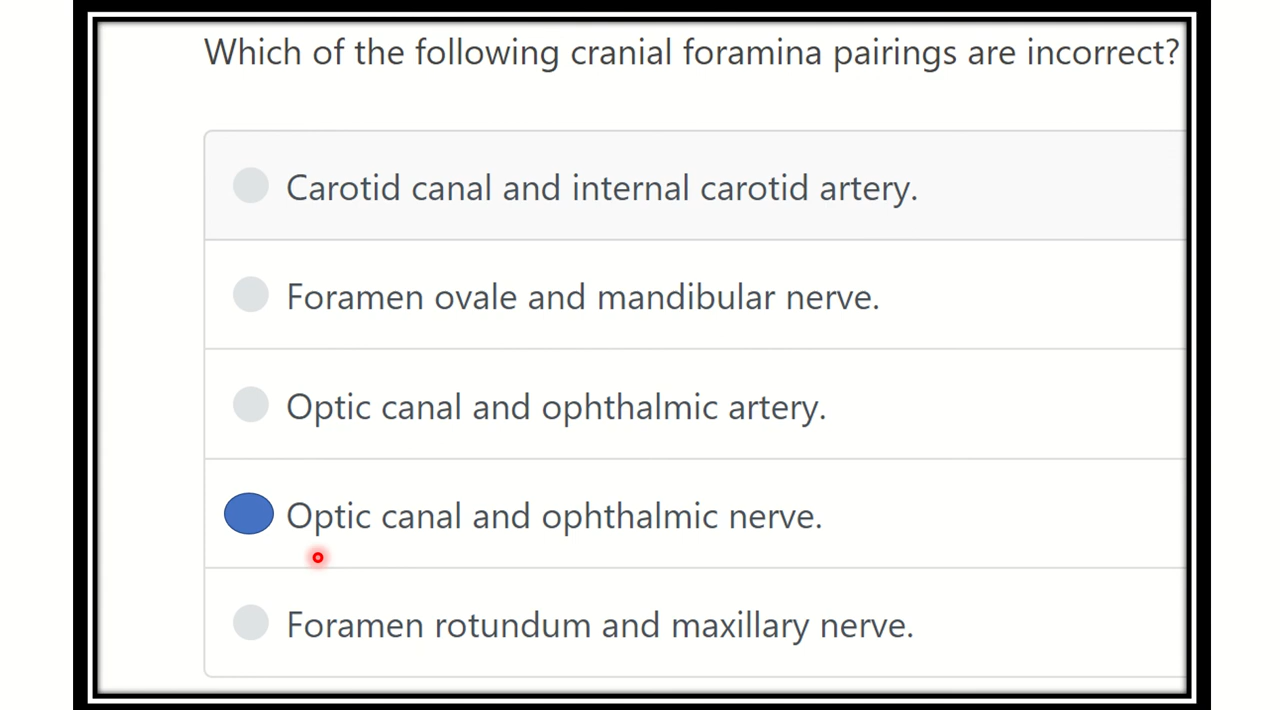 Which of the following cranial foramina pairings are incorrect?
Carotid canal and internal carotid artery.
Foramen ovale and mandibular nerve.
Optic canal and ophthalmic artery.
Optic canal and ophthalmic nerve.
Foramen rotundum and maxillary nerve.